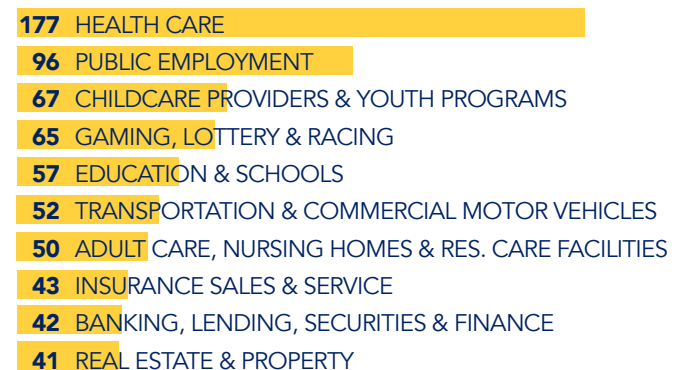 177 HEALTH CARE
96 PUBLIC EMPLOYMENT
67 CHILDCARE PROVIDERS & YOUTH PROGRAMS
65 GAMING, LOTTERY & RACING
57 EDUCATION & SCHOOLS
52 TRANSPORTATION & COMMERCIAL MOTOR VEHICLES
50 ADULT CARE, NURSING HOMES & RES. CARE FACILITIES
43 INSURANCE SALES & SERVICE
42 BANKING, LENDING, SECURITIES & FINANCE
41 REAL ESTATE & PROPERTY